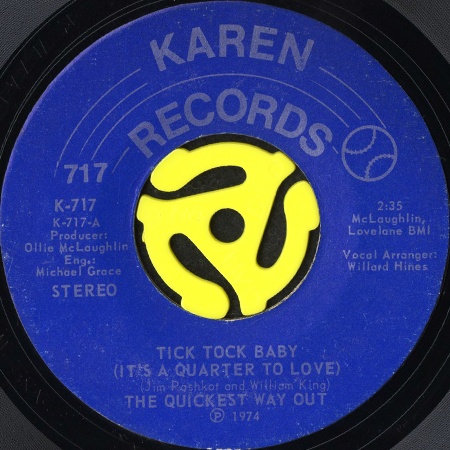 KAREN
RECORDS
717
K-717
K-717-A
Producer:
Ollie McLaughlin
Eng.:
Michael Grace
STEREO
2:35
McLaughlin,
Lovelane BMI
Vocal Arranger:
Willard Hines
TICK TOCK BABY
(IT'S A QUARTER TO LOVE)
(Jim Pashkot and William King)
THE QUICKEST WAY OUT
Ⓟ 1974